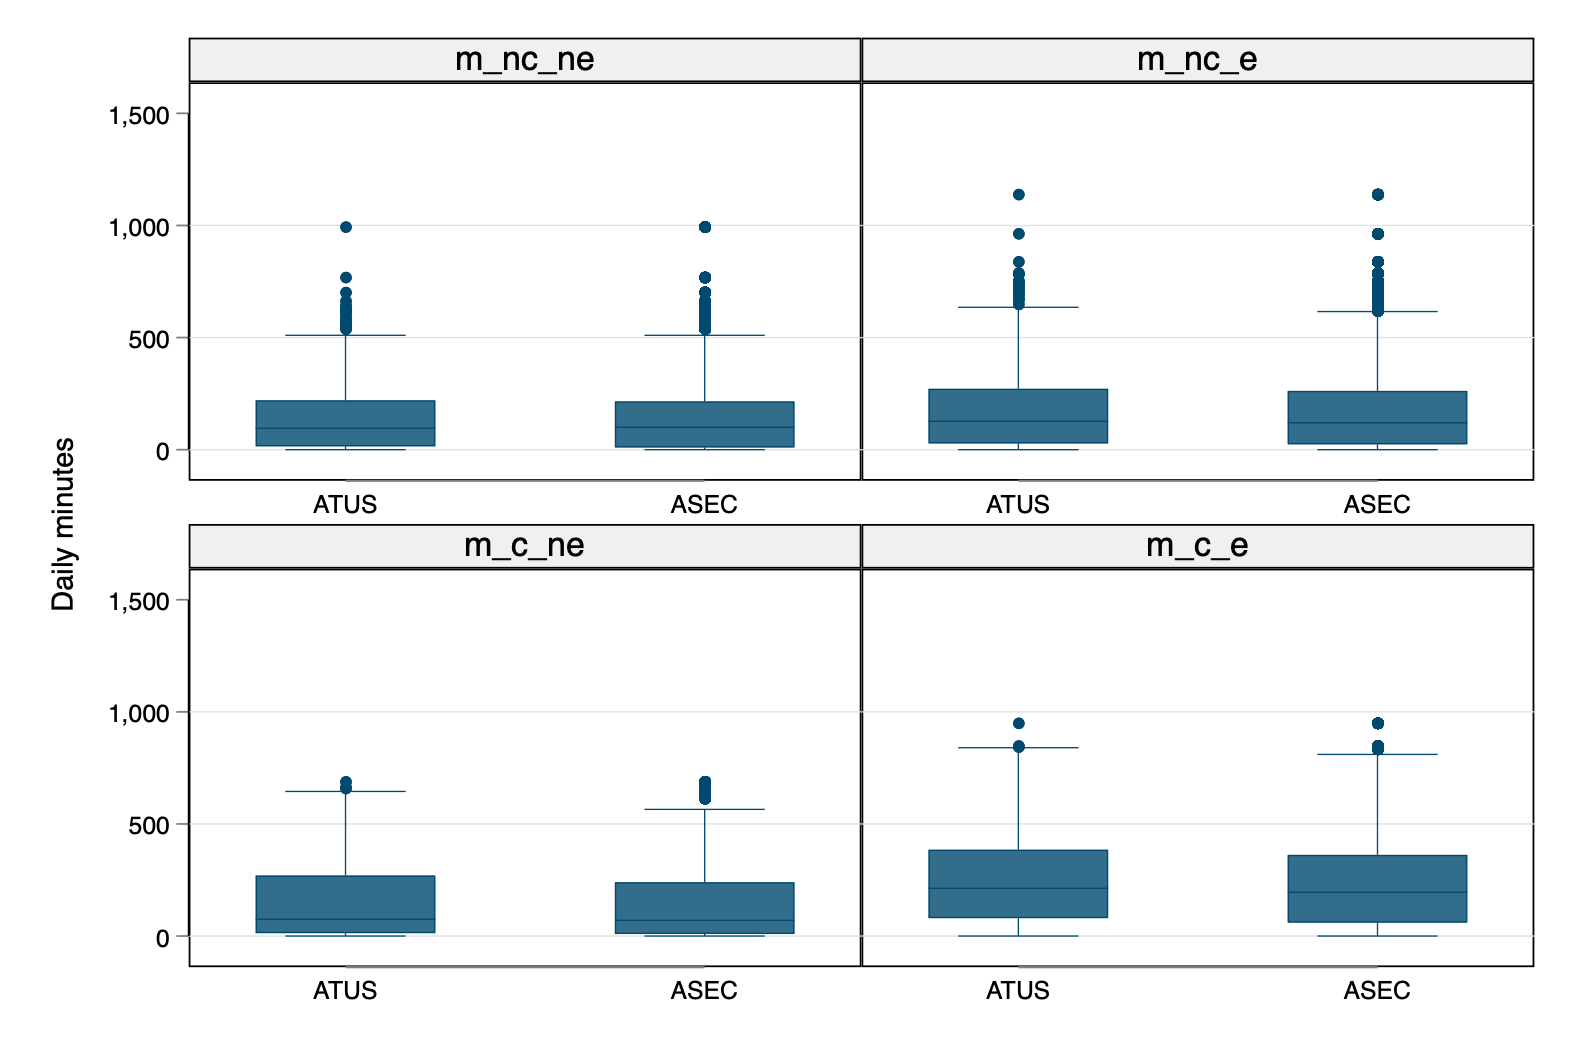 m_nc_ne
m_nc_e
1,500
1,000
500
0
ATUS
ASEC
ATUS
ASEC
Daily minutes
m_c_ne
m_c_e
1,500
1,000
500
0
ATUS
ASEC
ATUS
ASEC